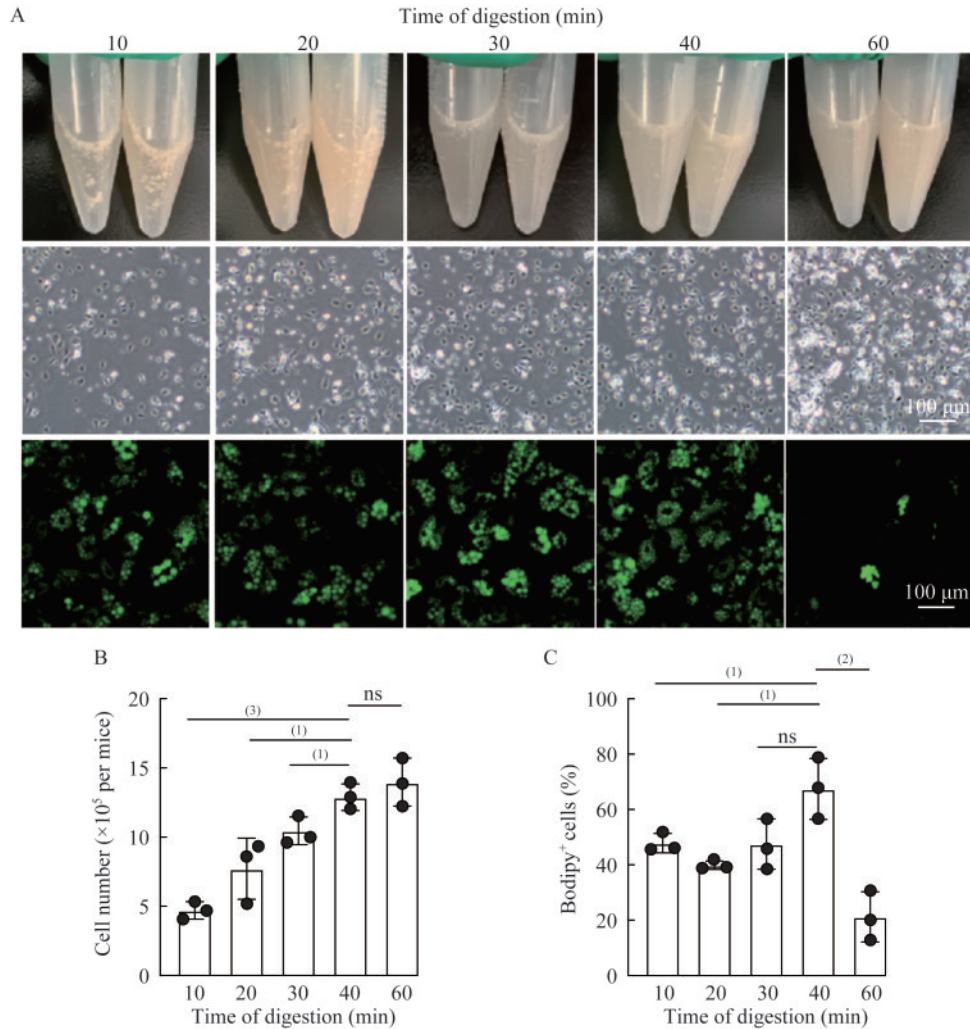 A
Time of digestion (min)
10 20 30 40 60
100 μm
100 μm
B
Cell number (×10⁵ per mice)
20
15
10
5
0
(3)
(1)
(1)
ns
10 20 30 40 60
Time of digestion (min)
C
Bodipy⁺ cells (%)
100
80
60
40
20
0
(1)
(2)
(1)
ns
10 20 30 40 60
Time of digestion (min)